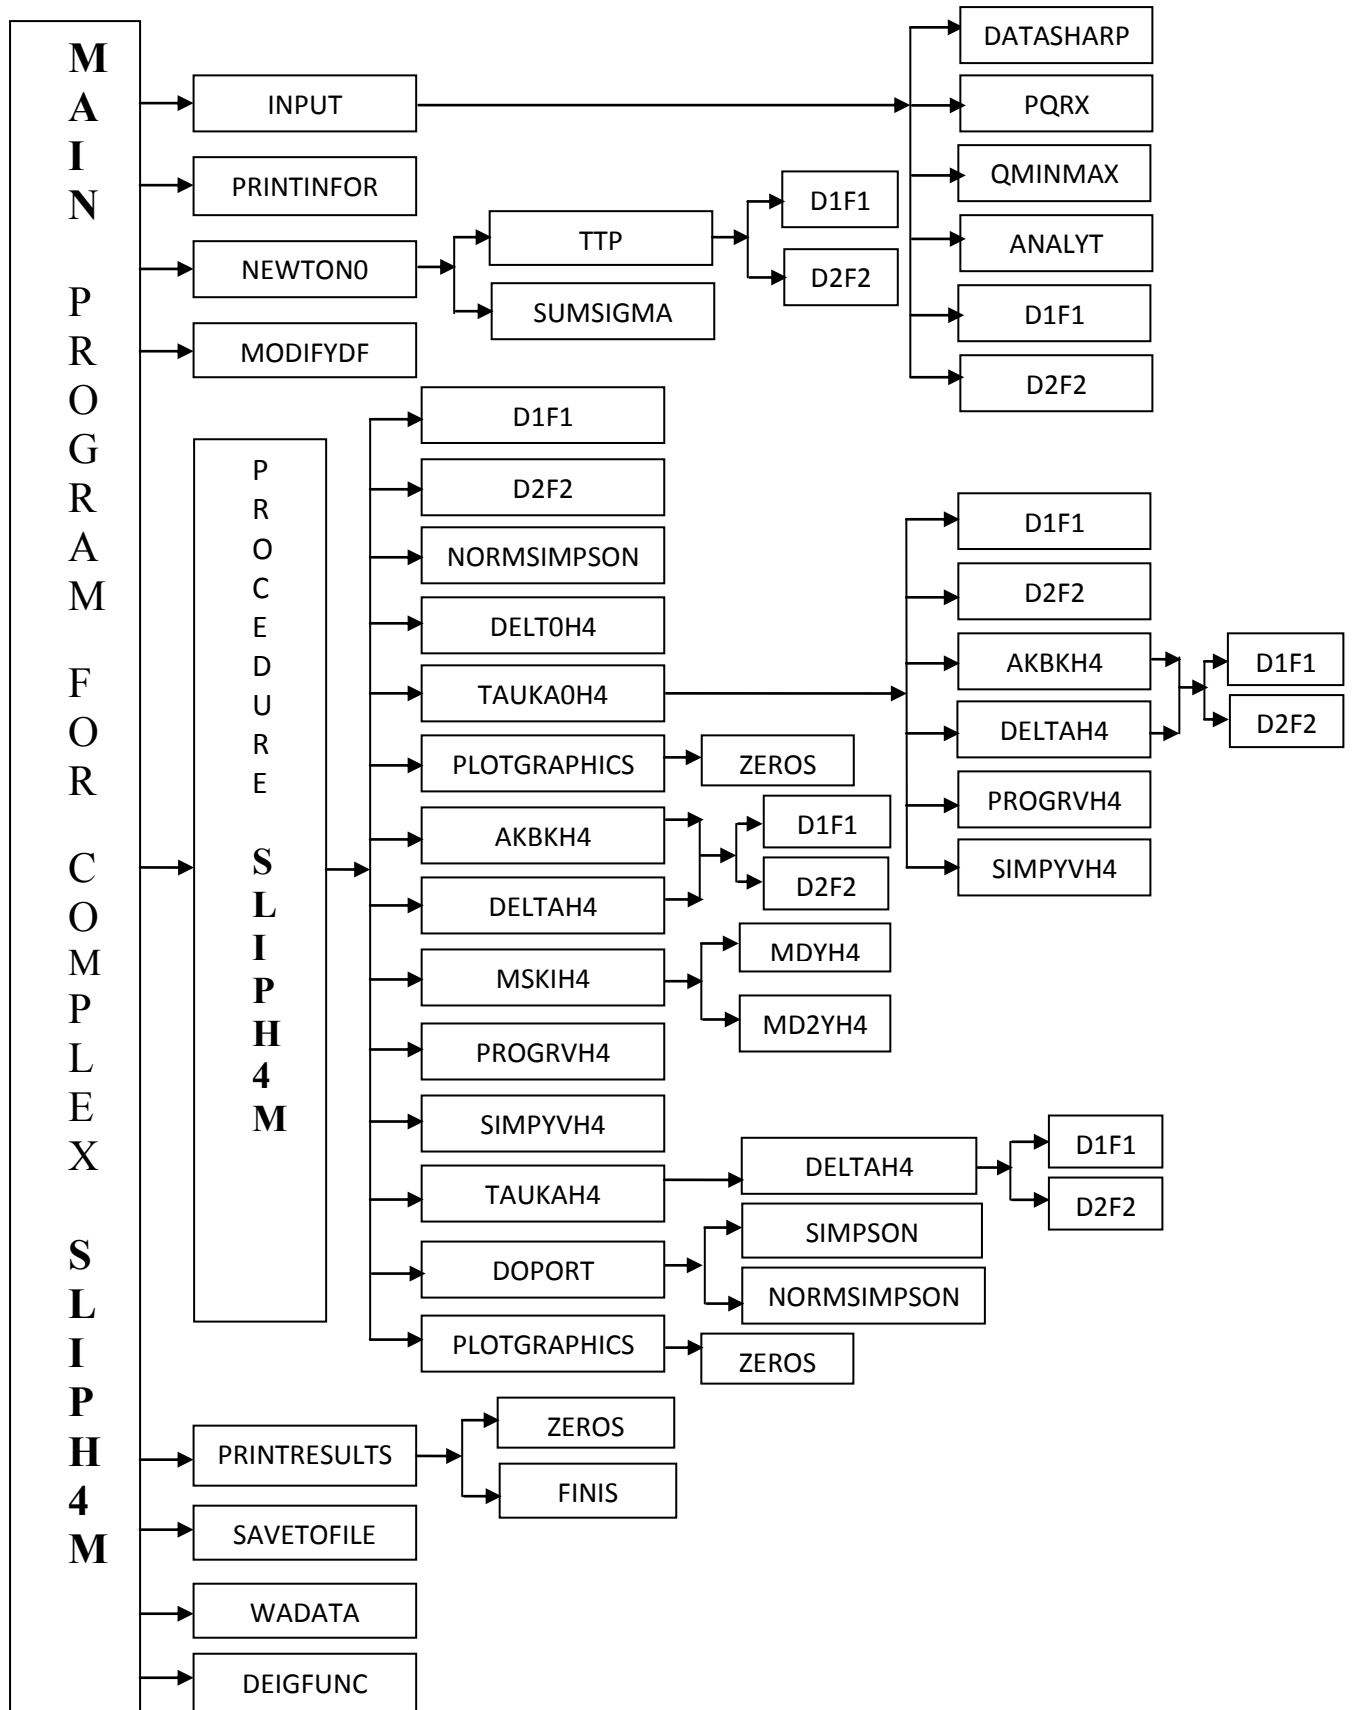 MAIN PROGRAM FOR COMPLEX SLIPH4M
INPUT
DATASHARP
PQRX
QMINMAX
ANALYT
D1F1
D2F2
PRINTINFOR
NEWTON0
TTP
D1F1
D2F2
SUMSIGMA
MODIFYDF
PROCEDURE SLIPH4M
D1F1
D2F2
NORMSIMPSON
DELT0H4
TAUKA0H4
D1F1
D2F2
AKBKH4
DELTAH4
D1F1
D2F2
PROGRVH4
SIMPYVH4
PLOTGRAPHICS
ZEROS
AKBKH4
DELTAH4
D1F1
D2F2
MSKIH4
MDYH4
MD2YH4
PROGRVH4
SIMPYVH4
TAUKAH4
DELTAH4
D1F1
D2F2
DOPORT
SIMPSON
NORMSIMPSON
PLOTGRAPHICS
ZEROS
PRINTRESULTS
ZEROS
FINIS
SAVETOFILE
WADATA
DEIGFUNC